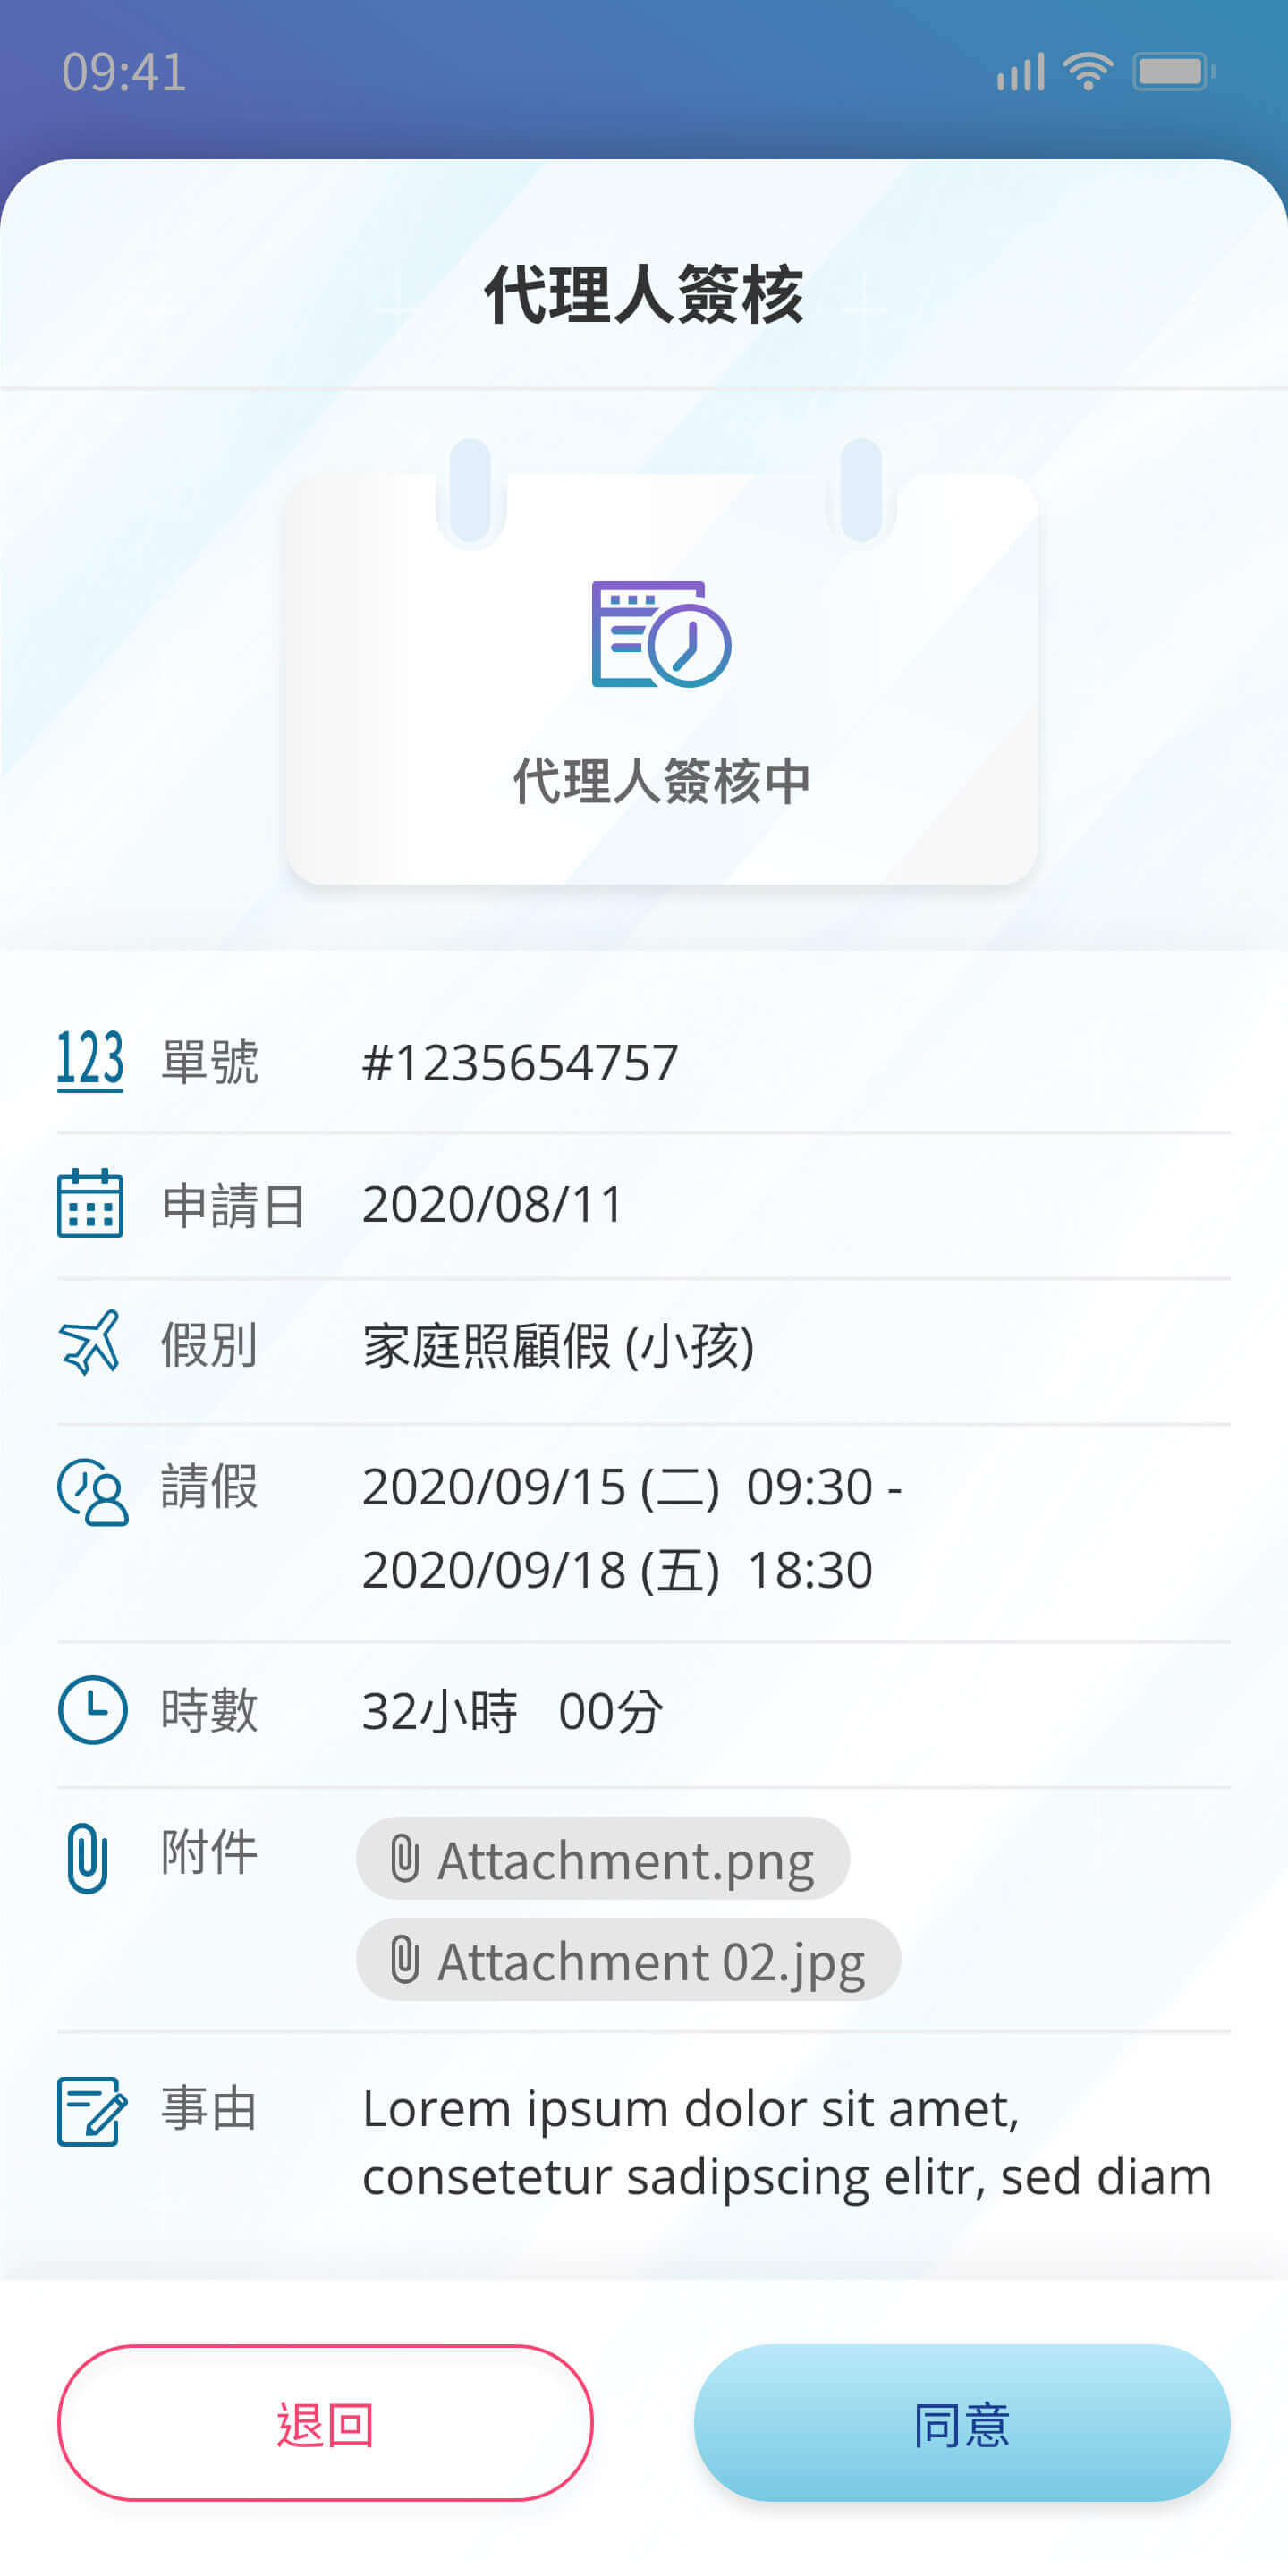 09:41
代理人簽核
代理人簽核中
123 單號 #1235654757
申請日 2020/08/11
假別 家庭照顧假 (小孩)
請假 2020/09/15 (二) 09:30 -
2020/09/18 (五) 18:30
時數 32小時 00分
附件 Attachment.png
Attachment 02.jpg
事由 Lorem ipsum dolor sit amet,
consetetur sadipscing elitr, sed diam
退回 同意